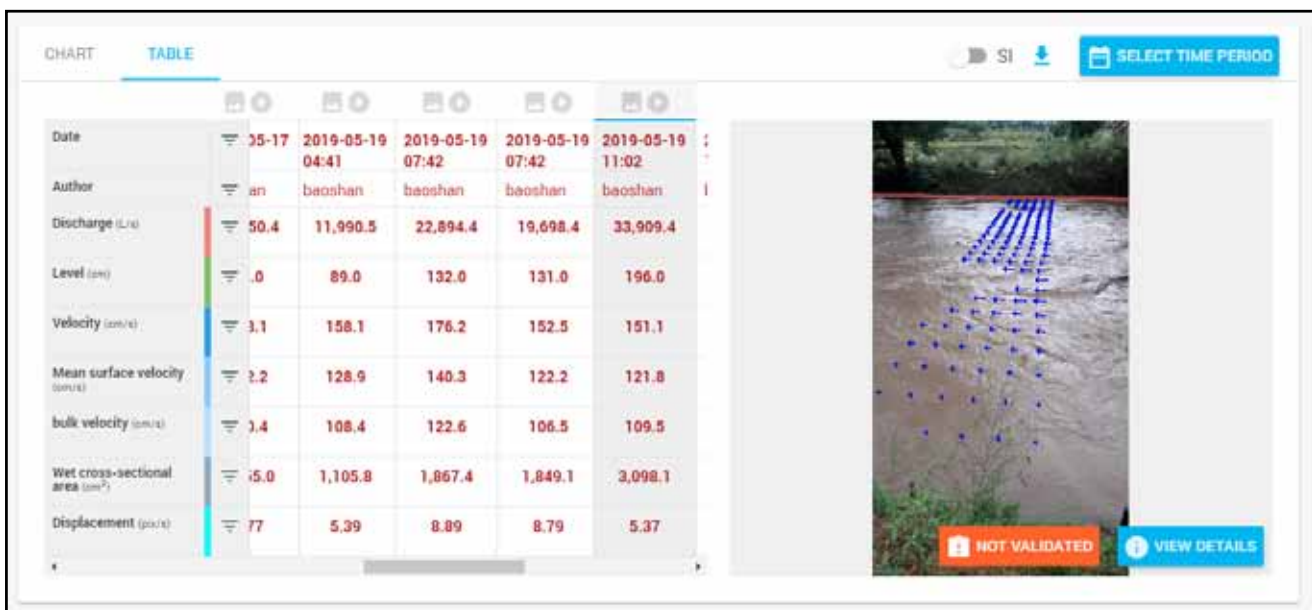 CHART TABLE SI SELECT TIME PERIOD
Date 05-17 2019-05-19 2019-05-19 2019-05-19 2019-05-19
04:41 07:42 07:42 11:02
Author an baoshan baoshan baoshan baoshan
Discharge (L/s) 50.4 11,990.5 22,894.4 19,698.4 33,909.4
Level (cm) .0 89.0 132.0 131.0 196.0
Velocity (cm/s) 3.1 158.1 176.2 152.5 151.1
Mean surface velocity 2.2 128.9 140.3 122.2 121.8
(cm/s)
bulk velocity (cm/s) 0.4 108.4 122.6 106.5 109.5
Wet cross-sectional 5.0 1,105.8 1,867.4 1,849.1 3,098.1
area (cm²)
Displacement (pix/s) 77 5.39 8.89 8.79 5.37
NOT VALIDATED VIEW DETAILS